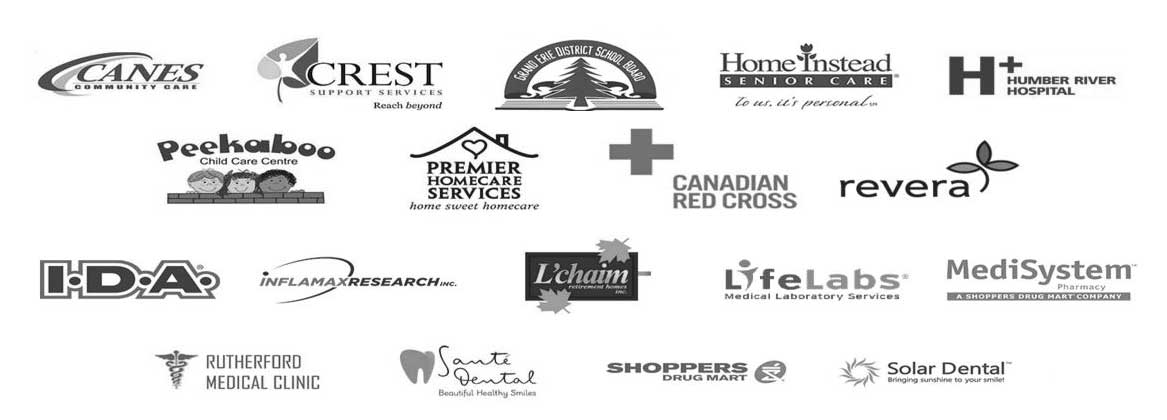 CANES
COMMUNITY CARE
CREST
SUPPORT SERVICES
Reach beyond
GRAND ERIE DISTRICT SCHOOL BOARD
Home Instead
SENIOR CARE®
to us, it's personal SM
H+
HUMBER RIVER
HOSPITAL
Peekaboo
Child Care Centre
PREMIER
HOMECARE
SERVICES
home sweet homecare
CANADIAN
RED CROSS
revera
I·D·A·
INFLAMAXRESEARCH INC.
L'chaim
retirement homes
inc.
LifeLabs®
Medical Laboratory Services
MediSystem™
Pharmacy
A SHOPPERS DRUG MART COMPANY
RUTHERFORD
MEDICAL CLINIC
Santé
Dental
Beautiful Healthy Smiles
SHOPPERS
DRUG MART
Solar Dental™
Bringing sunshine to your smile!